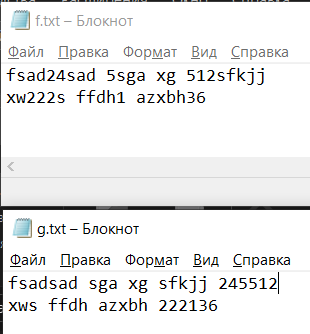 f.txt – Блокнот
Файл Правка Формат Вид Справка
fsad24sad 5sga xg 512sfkjj
xw222s ffdh1 azxbh36
g.txt – Блокнот
Файл Правка Формат Вид Справка
fsadsad sga xg sfkjj 245512
xws ffdh azxbh 222136